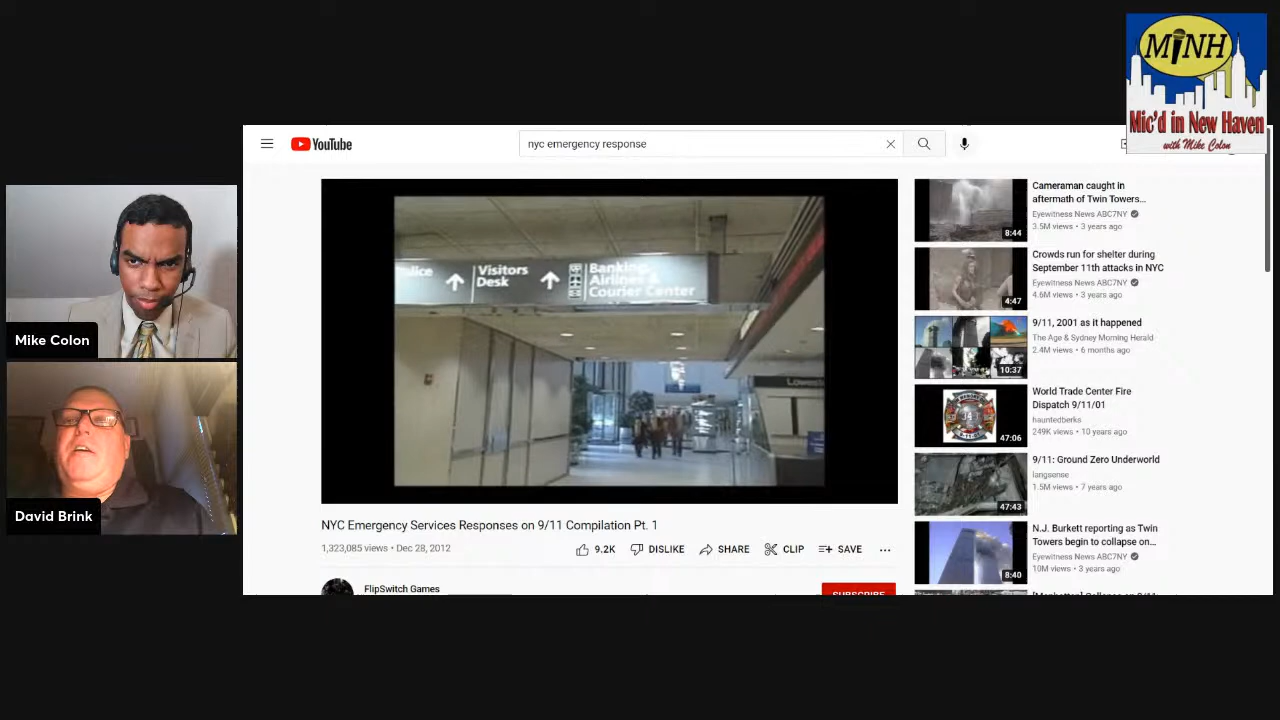 MiNH
Mic'd in New Haven
with Mike Colon
YouTube
nyc emergency response
Visitors
Desk
Banking,
Airlines &
Courier Center
Mike Colon
David Brink
NYC Emergency Services Responses on 9/11 Compilation Pt. 1
1,323,085 views • Dec 28, 2012
9.2K
DISLIKE
SHARE
CLIP
SAVE
FlipSwitch Games
SUBSCRIBE
Cameraman caught in
aftermath of Twin Towers...
Eyewitness News ABC7NY
3.5M views • 3 years ago
8:44
Crowds run for shelter during
September 11th attacks in NYC
Eyewitness News ABC7NY
4.6M views • 3 years ago
4:47
9/11, 2001 as it happened
The Age & Sydney Morning Herald
2.4M views • 6 months ago
10:37
World Trade Center Fire
Dispatch 9/11/01
hauntedberks
249K views • 10 years ago
47:06
9/11: Ground Zero Underworld
langsense
1.5M views • 7 years ago
47:43
N.J. Burkett reporting as Twin
Towers begin to collapse on...
Eyewitness News ABC7NY
10M views • 3 years ago
8:40